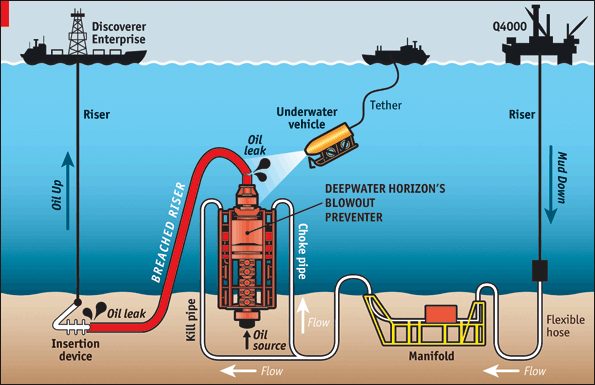 Discoverer
Enterprise
Q4000
Riser
Underwater
vehicle
Tether
Riser
Oil
leak
Oil Up
Mud Down
BREACHED RISER
DEEPWATER HORIZON'S
BLOWOUT
PREVENTER
Choke pipe
Kill pipe
Oil leak
Insertion
device
Oil
source
Flow
Manifold
Flexible
hose
Flow
Flow